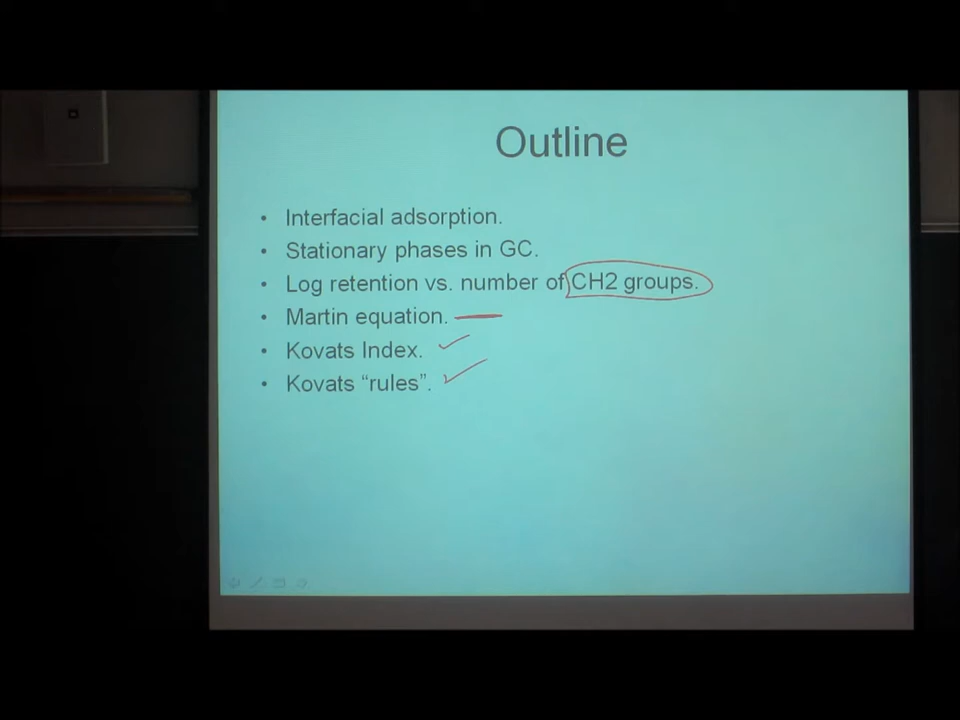 Outline
• Interfacial adsorption.
• Stationary phases in GC.
• Log retention vs. number of CH2 groups.
• Martin equation.
• Kovats Index.
• Kovats “rules”.